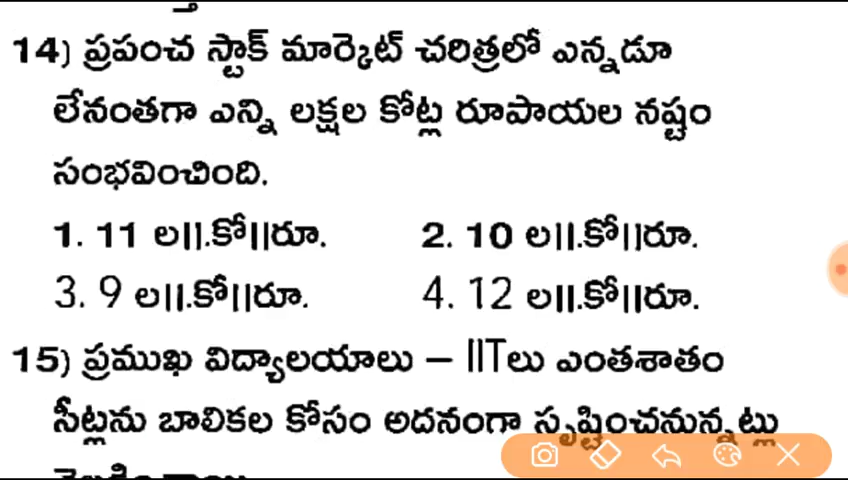 14) ప్రపంచ స్టాక్ మార్కెట్ చరిత్రలో ఎన్నడూ
లేనంతగా ఎన్ని లక్షల కోట్ల రూపాయల నష్టం
సంభవించింది.
1. 11 ల||.కో||రూ. 2. 10 ల||.కో||రూ.
3. 9 ల||.కో||రూ. 4. 12 ల||.కో||రూ.
15) ప్రముఖ విద్యాలయాలు – IITలు ఎంతశాతం
సీట్లను బాలికల కోసం అదనంగా సృష్టించనున్నట్లు